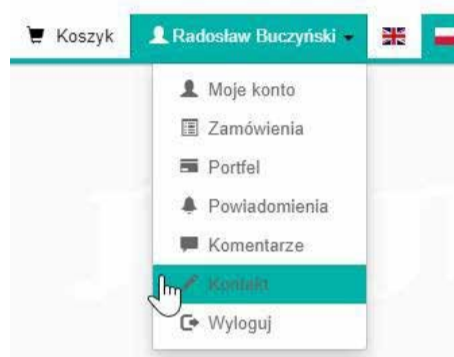 Koszyk
Radosław Buczyński
Moje konto
Zamówienia
Portfel
Powiadomienia
Komentarze
Kontakt
Wyloguj